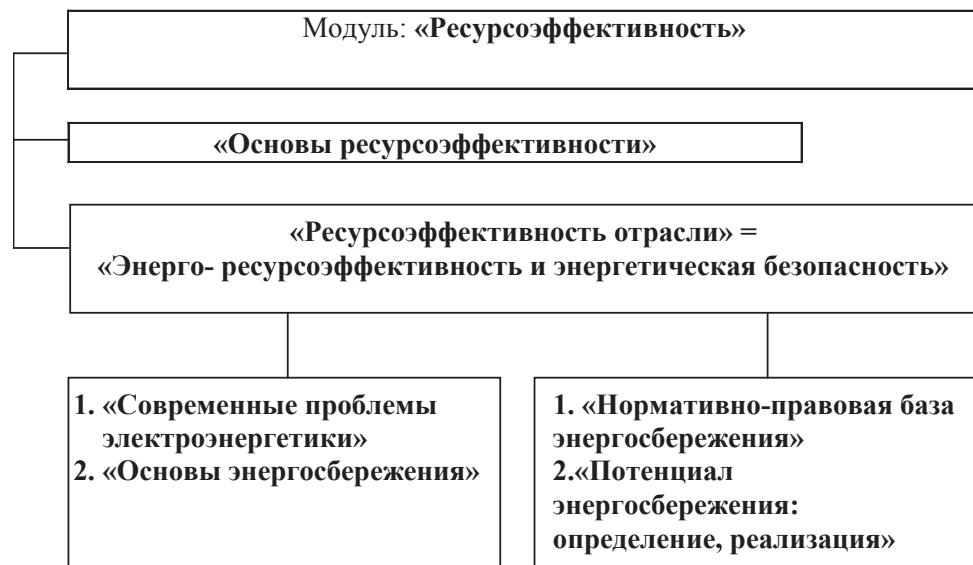 Модуль: «Ресурсоэффективность»
«Основы ресурсоэффективности»
«Ресурсоэффективность отрасли» =
«Энерго- ресурсоэффективность и энергетическая безопасность»
1. «Современные проблемы
электроэнергетики»
2. «Основы энергосбережения»
1. «Нормативно-правовая база
энергосбережения»
2.«Потенциал
энергосбережения:
определение, реализация»